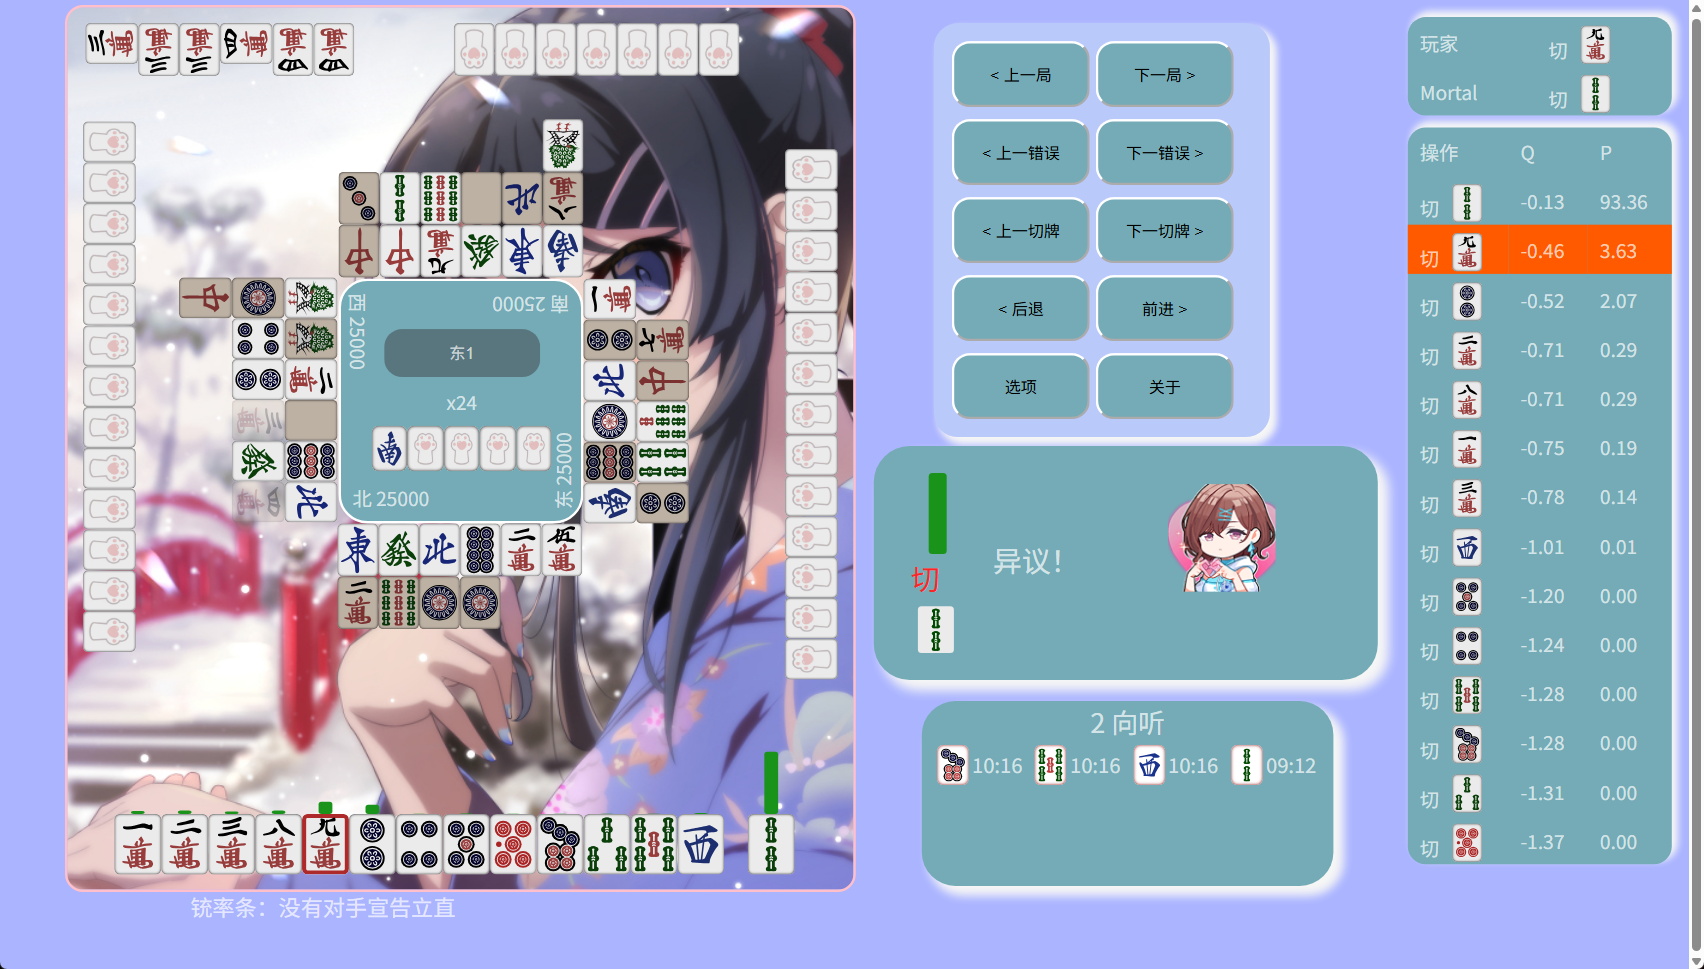 西 25000
南 25000
东1
x24
北 25000
东 25000
铳率条：没有对手宣告立直
< 上一局
下一局 >
< 上一错误
下一错误 >
< 上一切牌
下一切牌 >
< 后退
前进 >
选项
关于
切
异议！
2 向听
10:16 10:16 10:16 09:12
玩家 切
Mortal 切
操作 Q P
切 -0.13 93.36
切 -0.46 3.63
切 -0.52 2.07
切 -0.71 0.29
切 -0.71 0.29
切 -0.75 0.19
切 -0.78 0.14
切 -1.01 0.01
切 -1.20 0.00
切 -1.24 0.00
切 -1.28 0.00
切 -1.28 0.00
切 -1.31 0.00
切 -1.37 0.00